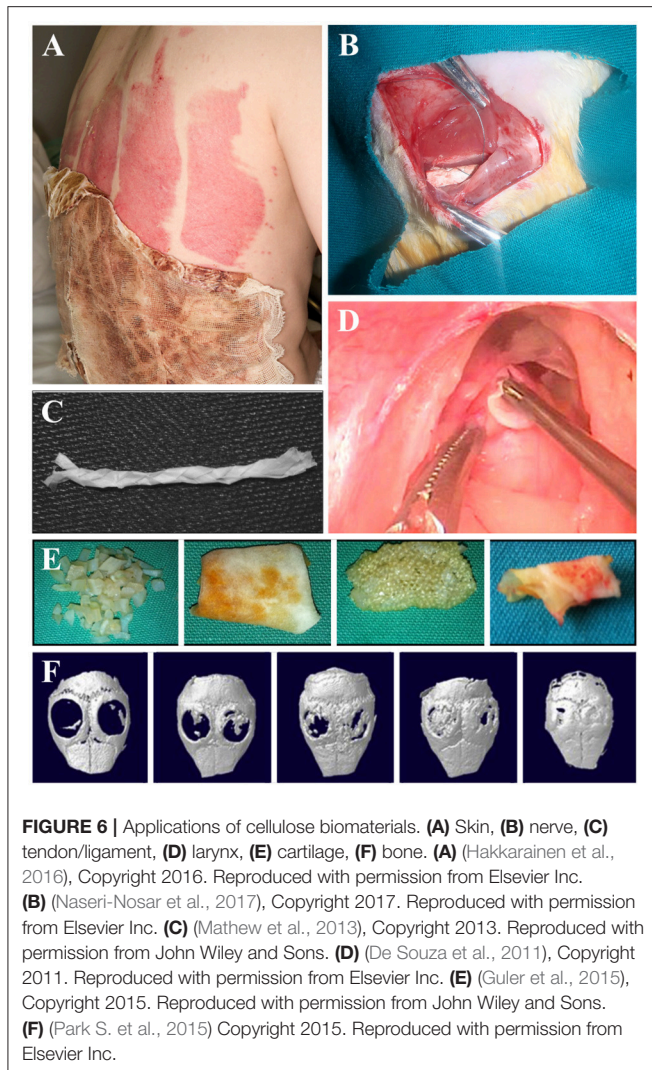 A
B
C
D
E
F
FIGURE 6 | Applications of cellulose biomaterials. (A) Skin, (B) nerve, (C)
tendon/ligament, (D) larynx, (E) cartilage, (F) bone. (A) (Hakkarainen et al.,
2016), Copyright 2016. Reproduced with permission from Elsevier Inc.
(B) (Naseri-Nosar et al., 2017), Copyright 2017. Reproduced with permission
from Elsevier Inc. (C) (Mathew et al., 2013), Copyright 2013. Reproduced with
permission from John Wiley and Sons. (D) (De Souza et al., 2011), Copyright
2011. Reproduced with permission from Elsevier Inc. (E) (Guler et al., 2015),
Copyright 2015. Reproduced with permission from John Wiley and Sons.
(F) (Park S. et al., 2015) Copyright 2015. Reproduced with permission from
Elsevier Inc.